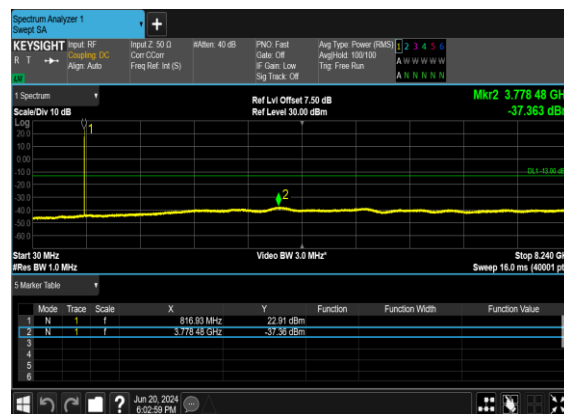 Spectrum Analyzer 1
Swept SA
+
KEYSIGHT Input: RF Input Z: 50 Ω #Atten: 40 dB PNO: Fast Avg Type: Power (RMS) 1 2 3 4 5 6
R T Coupling: DC Corr CCorr Gate: Off Avg|Hold: 100/100 A W W W W W
Align: Auto Freq Ref: Int (S) IF Gain: Low Trig: Free Run
LW Sig Track: Off A N N N N N
1 Spectrum
Ref Lvl Offset 7.50 dB Mkr2 3.778 48 GH
Scale/Div 10 dB Ref Level 30.00 dBm -37.363 dB
Log
1
20.0
10.0
0.00
-10.0
DL1 -13.00 dB
-20.0
-30.0
2
-40.0
-50.0
-60.0
Start 30 MHz Video BW 3.0 MHz* Stop 8.240 G
#Res BW 1.0 MHz Sweep 16.0 ms (40001 pt
5 Marker Table
Mode Trace Scale X Y Function Function Width Function Value
1 N 1 f 816.93 MHz 22.91 dBm
2 N 1 f 3.778 48 GHz -37.36 dBm
3
4
5
6
? Jun 20, 2024
6:02:59 PM